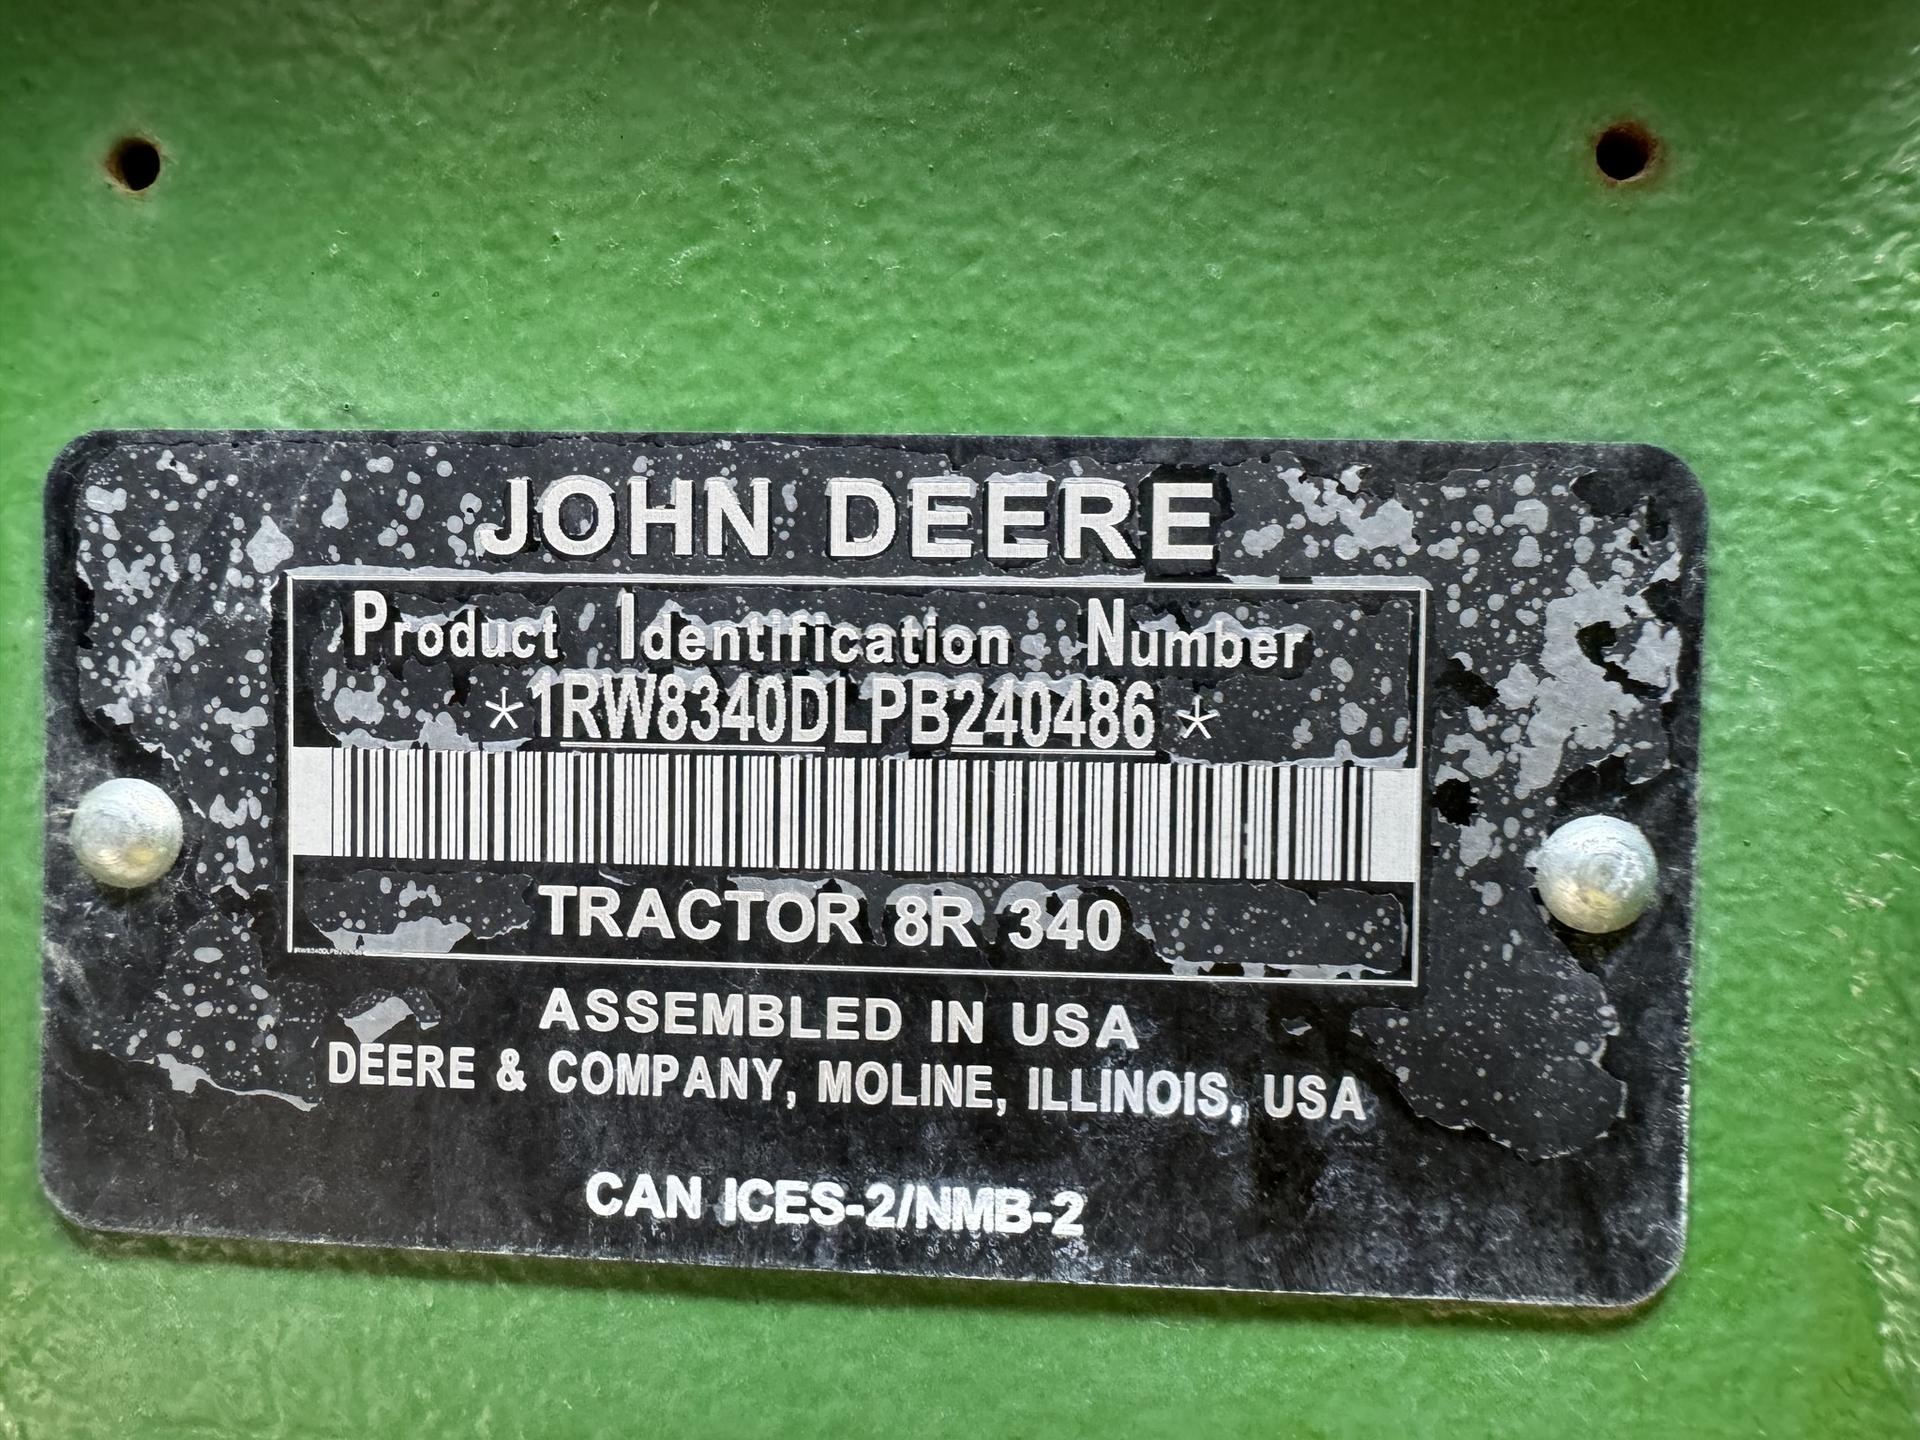 JOHN DEERE
Product Identification Number
*1RW8340DLPB240486*
TRACTOR 8R 340
1RW8340DLPB240486
ASSEMBLED IN USA
DEERE & COMPANY, MOLINE, ILLINOIS, USA
CAN ICES-2/NMB-2